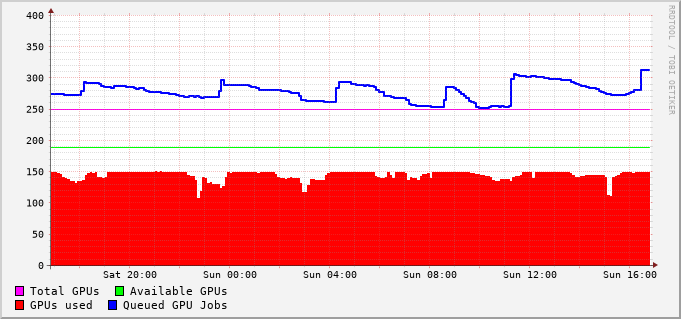 400
350
300
250
200
150
100
50
0
Sat 20:00 Sun 00:00 Sun 04:00 Sun 08:00 Sun 12:00 Sun 16:00
Total GPUs Available GPUs
GPUs used Queued GPU Jobs
RRDTOOL / TOBI OETIKER